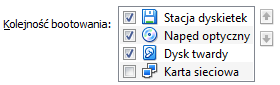 Kolejność bootowania:
Stacja dyskietek
Napęd optyczny
Dysk twardy
Karta sieciowa